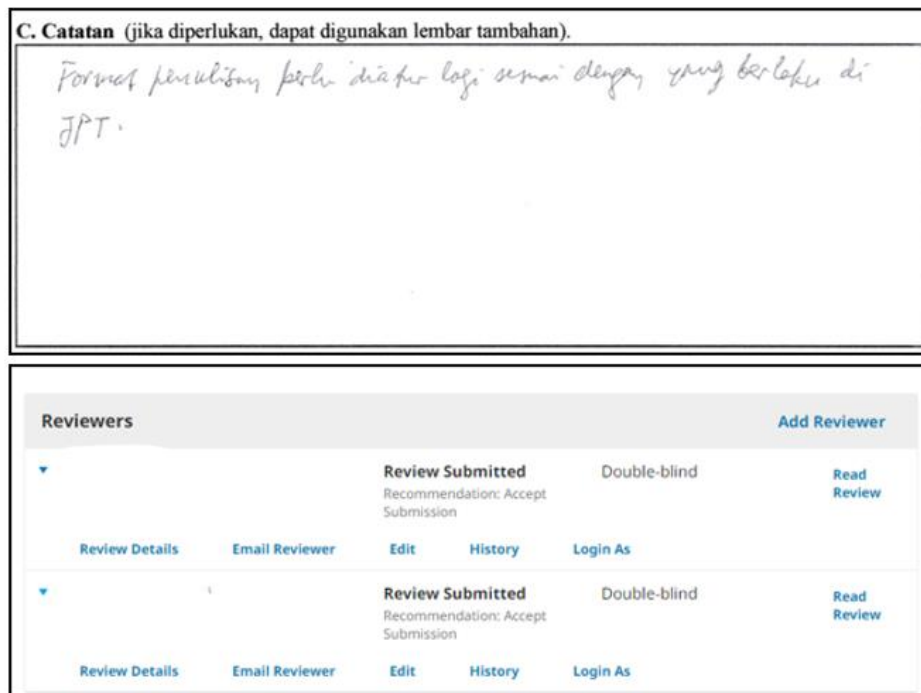 C. Catatan (jika diperlukan, dapat digunakan lembar tambahan).
Format penulisan perlu diatur lagi sesuai dengan yang berlaku di
JPT.
Reviewers
Add Reviewer
Review Submitted
Double-blind
Read
Review
Recommendation: Accept
Submission
Review Details Email Reviewer Edit History Login As
Review Submitted
Double-blind
Read
Review
Recommendation: Accept
Submission
Review Details Email Reviewer Edit History Login As